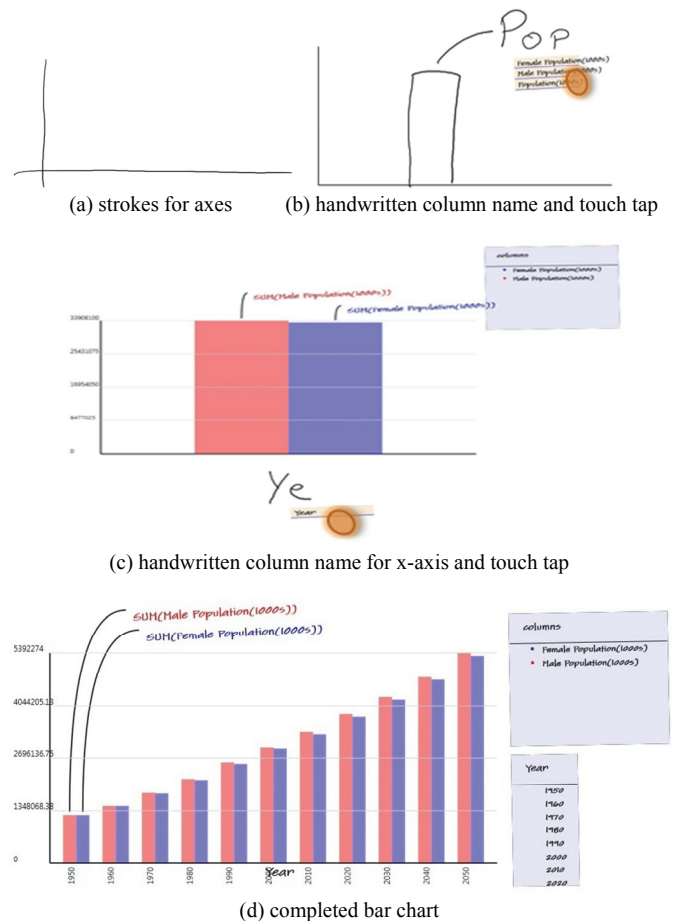 Pop
Female Population(1000s)
Male Population(1000s)
Population(1000s)
(a) strokes for axes
(b) handwritten column name and touch tap
columns
Female Population(1000s)
Male Population(1000s)
SUM(Male Population(1000s))
SUM(Female Population(1000s))
33908100
25431075
16954050
8477025
0
Ye
Year
(c) handwritten column name for x-axis and touch tap
SUM(Male Population(1000s))
SUM(Female Population(1000s))
columns
Female Population(1000s)
Male Population(1000s)
5392274
4044205.13
2696136.75
1348068.38
0
1950 1960 1970 1980 1990 2010 2020 2030 2040 2050
Year
Year
1950
1960
1970
1980
1990
2000
2010
2020
(d) completed bar chart